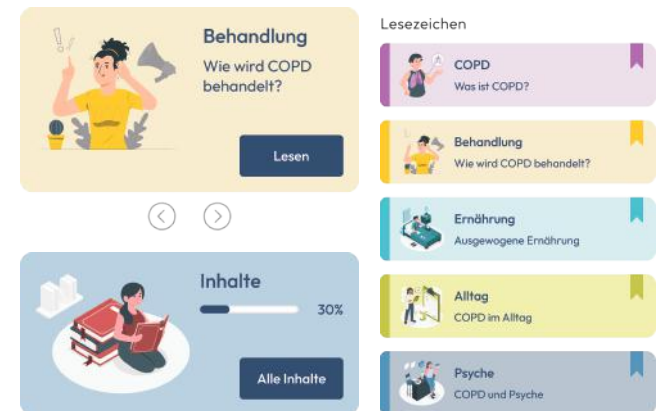 Behandlung
Wie wird COPD
behandelt?
Lesen
Inhalte
30%
Alle Inhalte
Lesezeichen
COPD
Was ist COPD?
Behandlung
Wie wird COPD behandelt?
Ernährung
Ausgewogene Ernährung
Alltag
COPD im Alltag
Psyche
COPD und Psyche